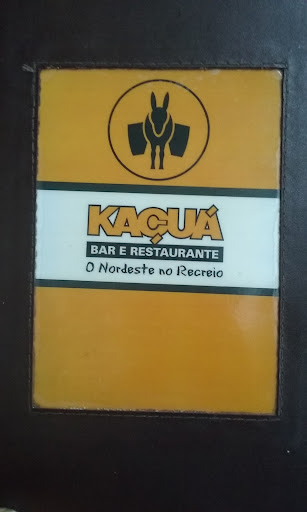 KAÇUÁ
BAR E RESTAURANTE
O Nordeste no Recreio